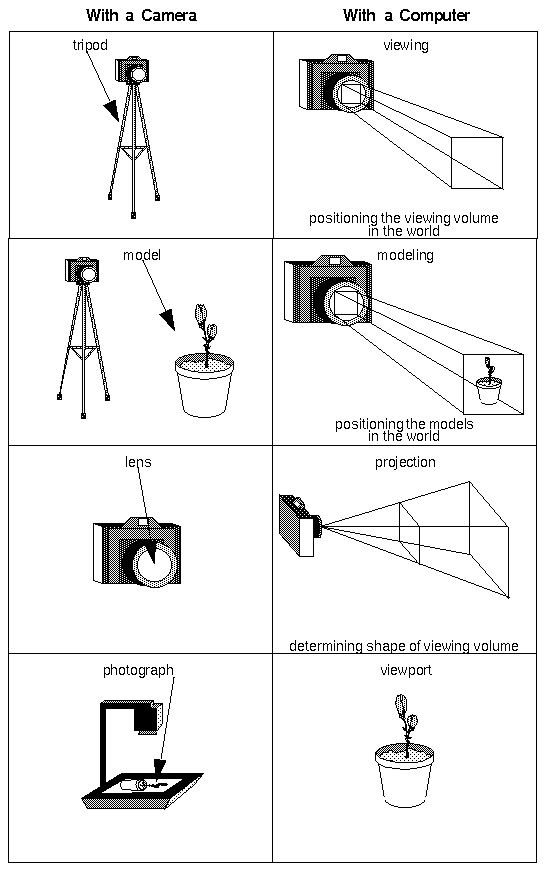 With a Camera
With a Computer
tripod
viewing
positioning the viewing volume
in the world
model
modeling
positioning the models
in the world
lens
projection
determining shape of viewing volume
photograph
viewport